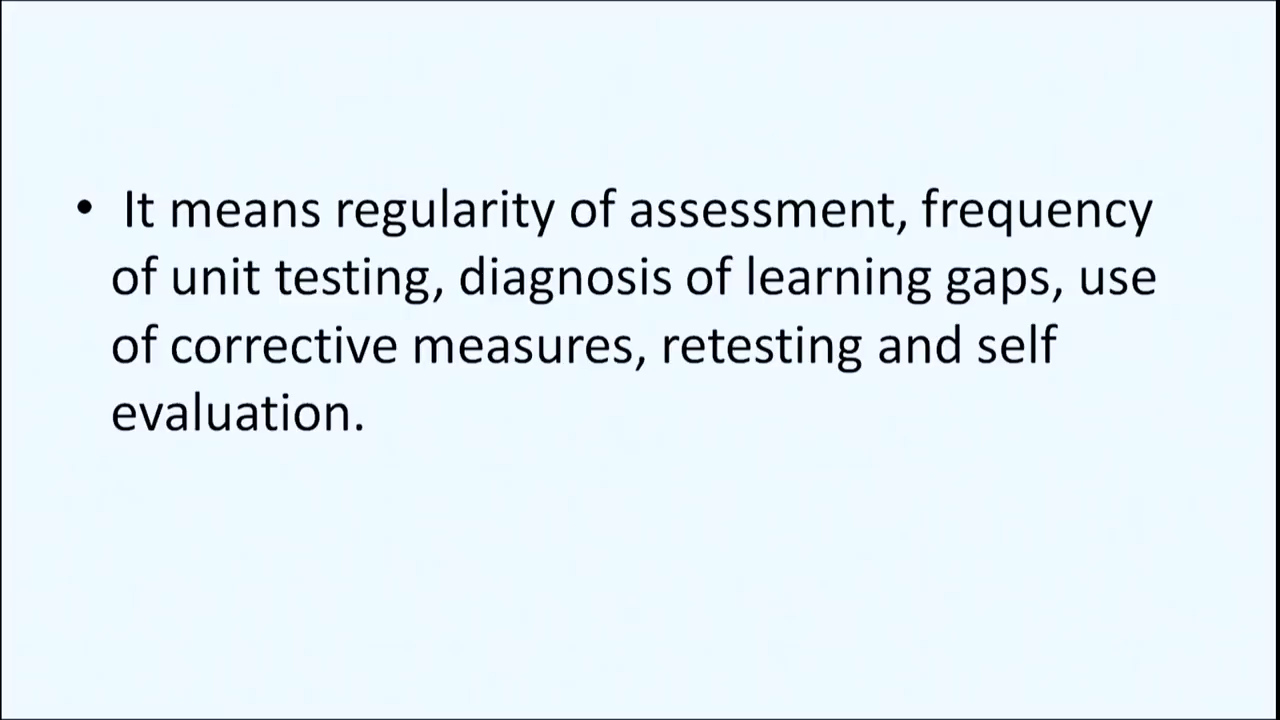 • It means regularity of assessment, frequency
of unit testing, diagnosis of learning gaps, use
of corrective measures, retesting and self
evaluation.